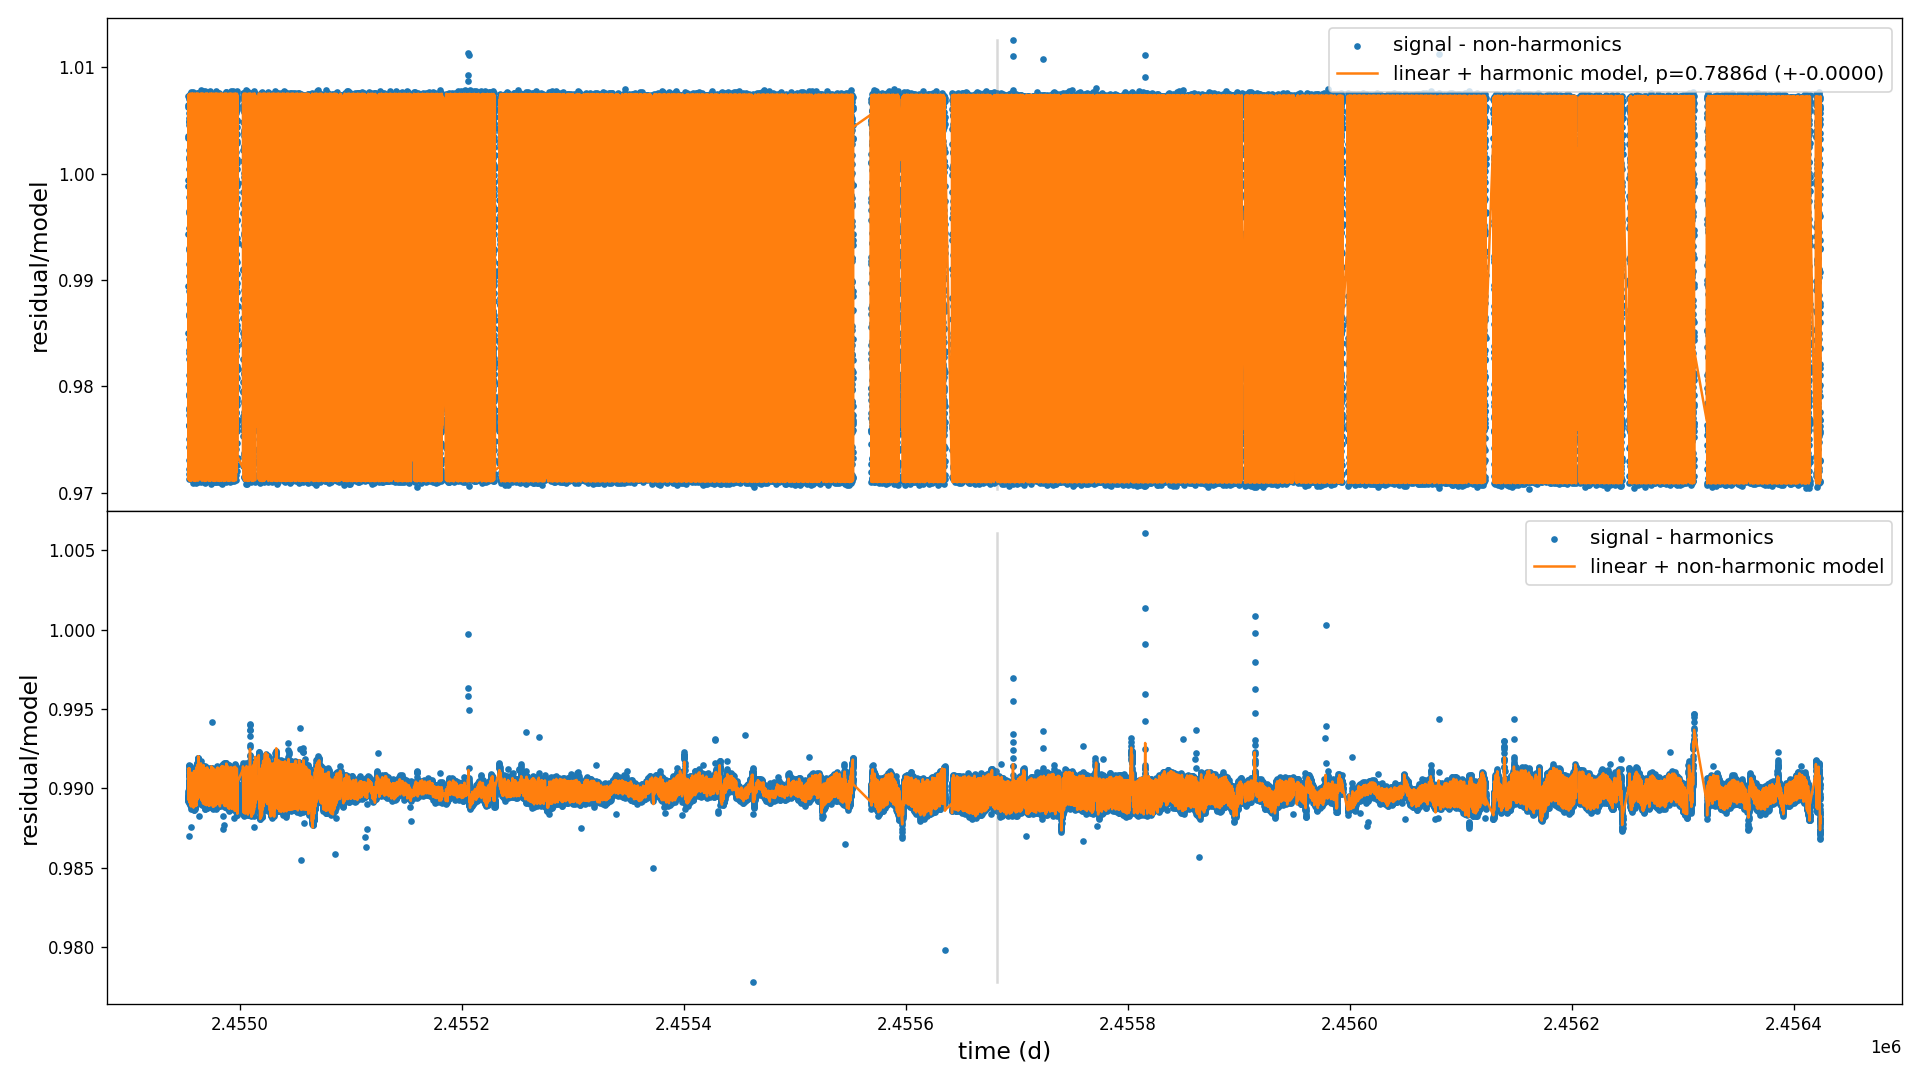 signal - non-harmonics
linear + harmonic model, p=0.7886d (+-0.0000)
1.01
1.00
0.99
0.98
0.97
residual/model
signal - harmonics
linear + non-harmonic model
1.005
1.000
0.995
0.990
0.985
0.980
residual/model
2.4550
2.4552
2.4554
2.4556
2.4558
2.4560
2.4562
2.4564
1e6
time (d)